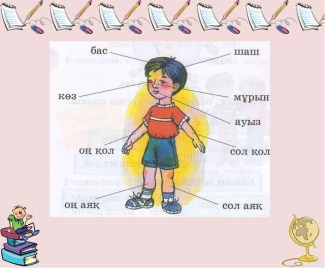 бас
шаш
көз
мұрын
ауыз
оң қол
сол қол
оң аяқ
сол аяқ